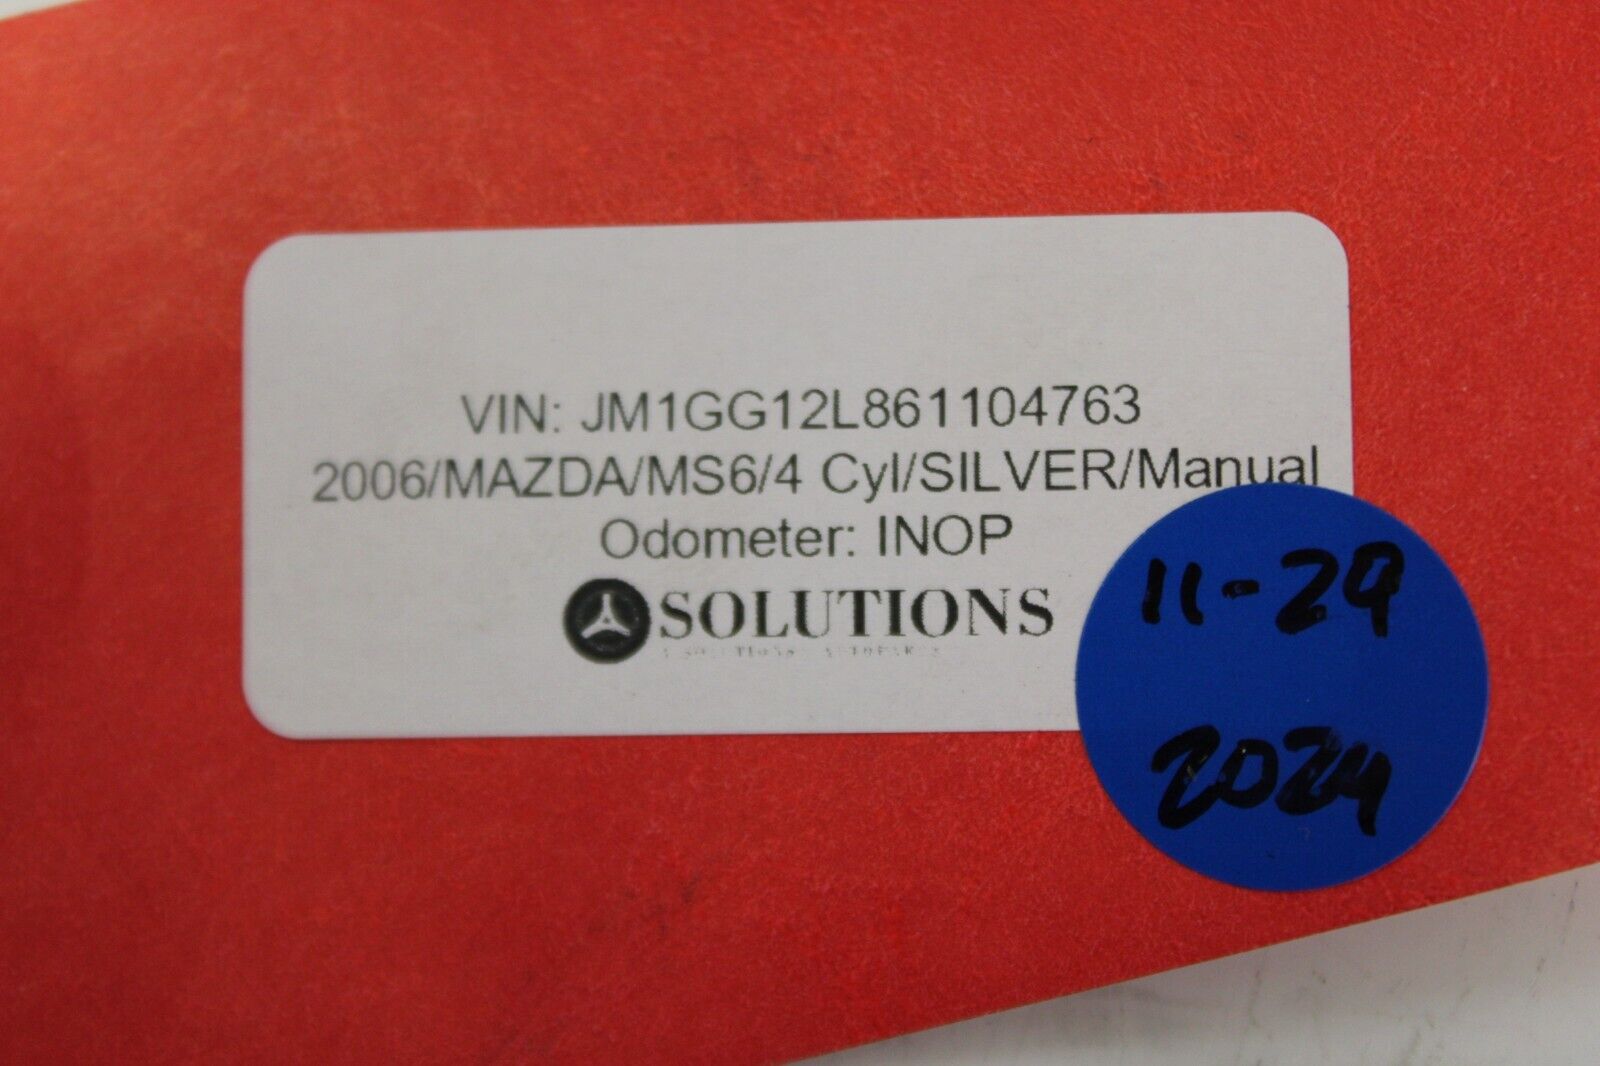 VIN: JM1GG12L861104763
2006/MAZDA/MS6/4 Cyl/SILVER/Manual
Odometer: INOP
SOLUTIONS
11-29
2024